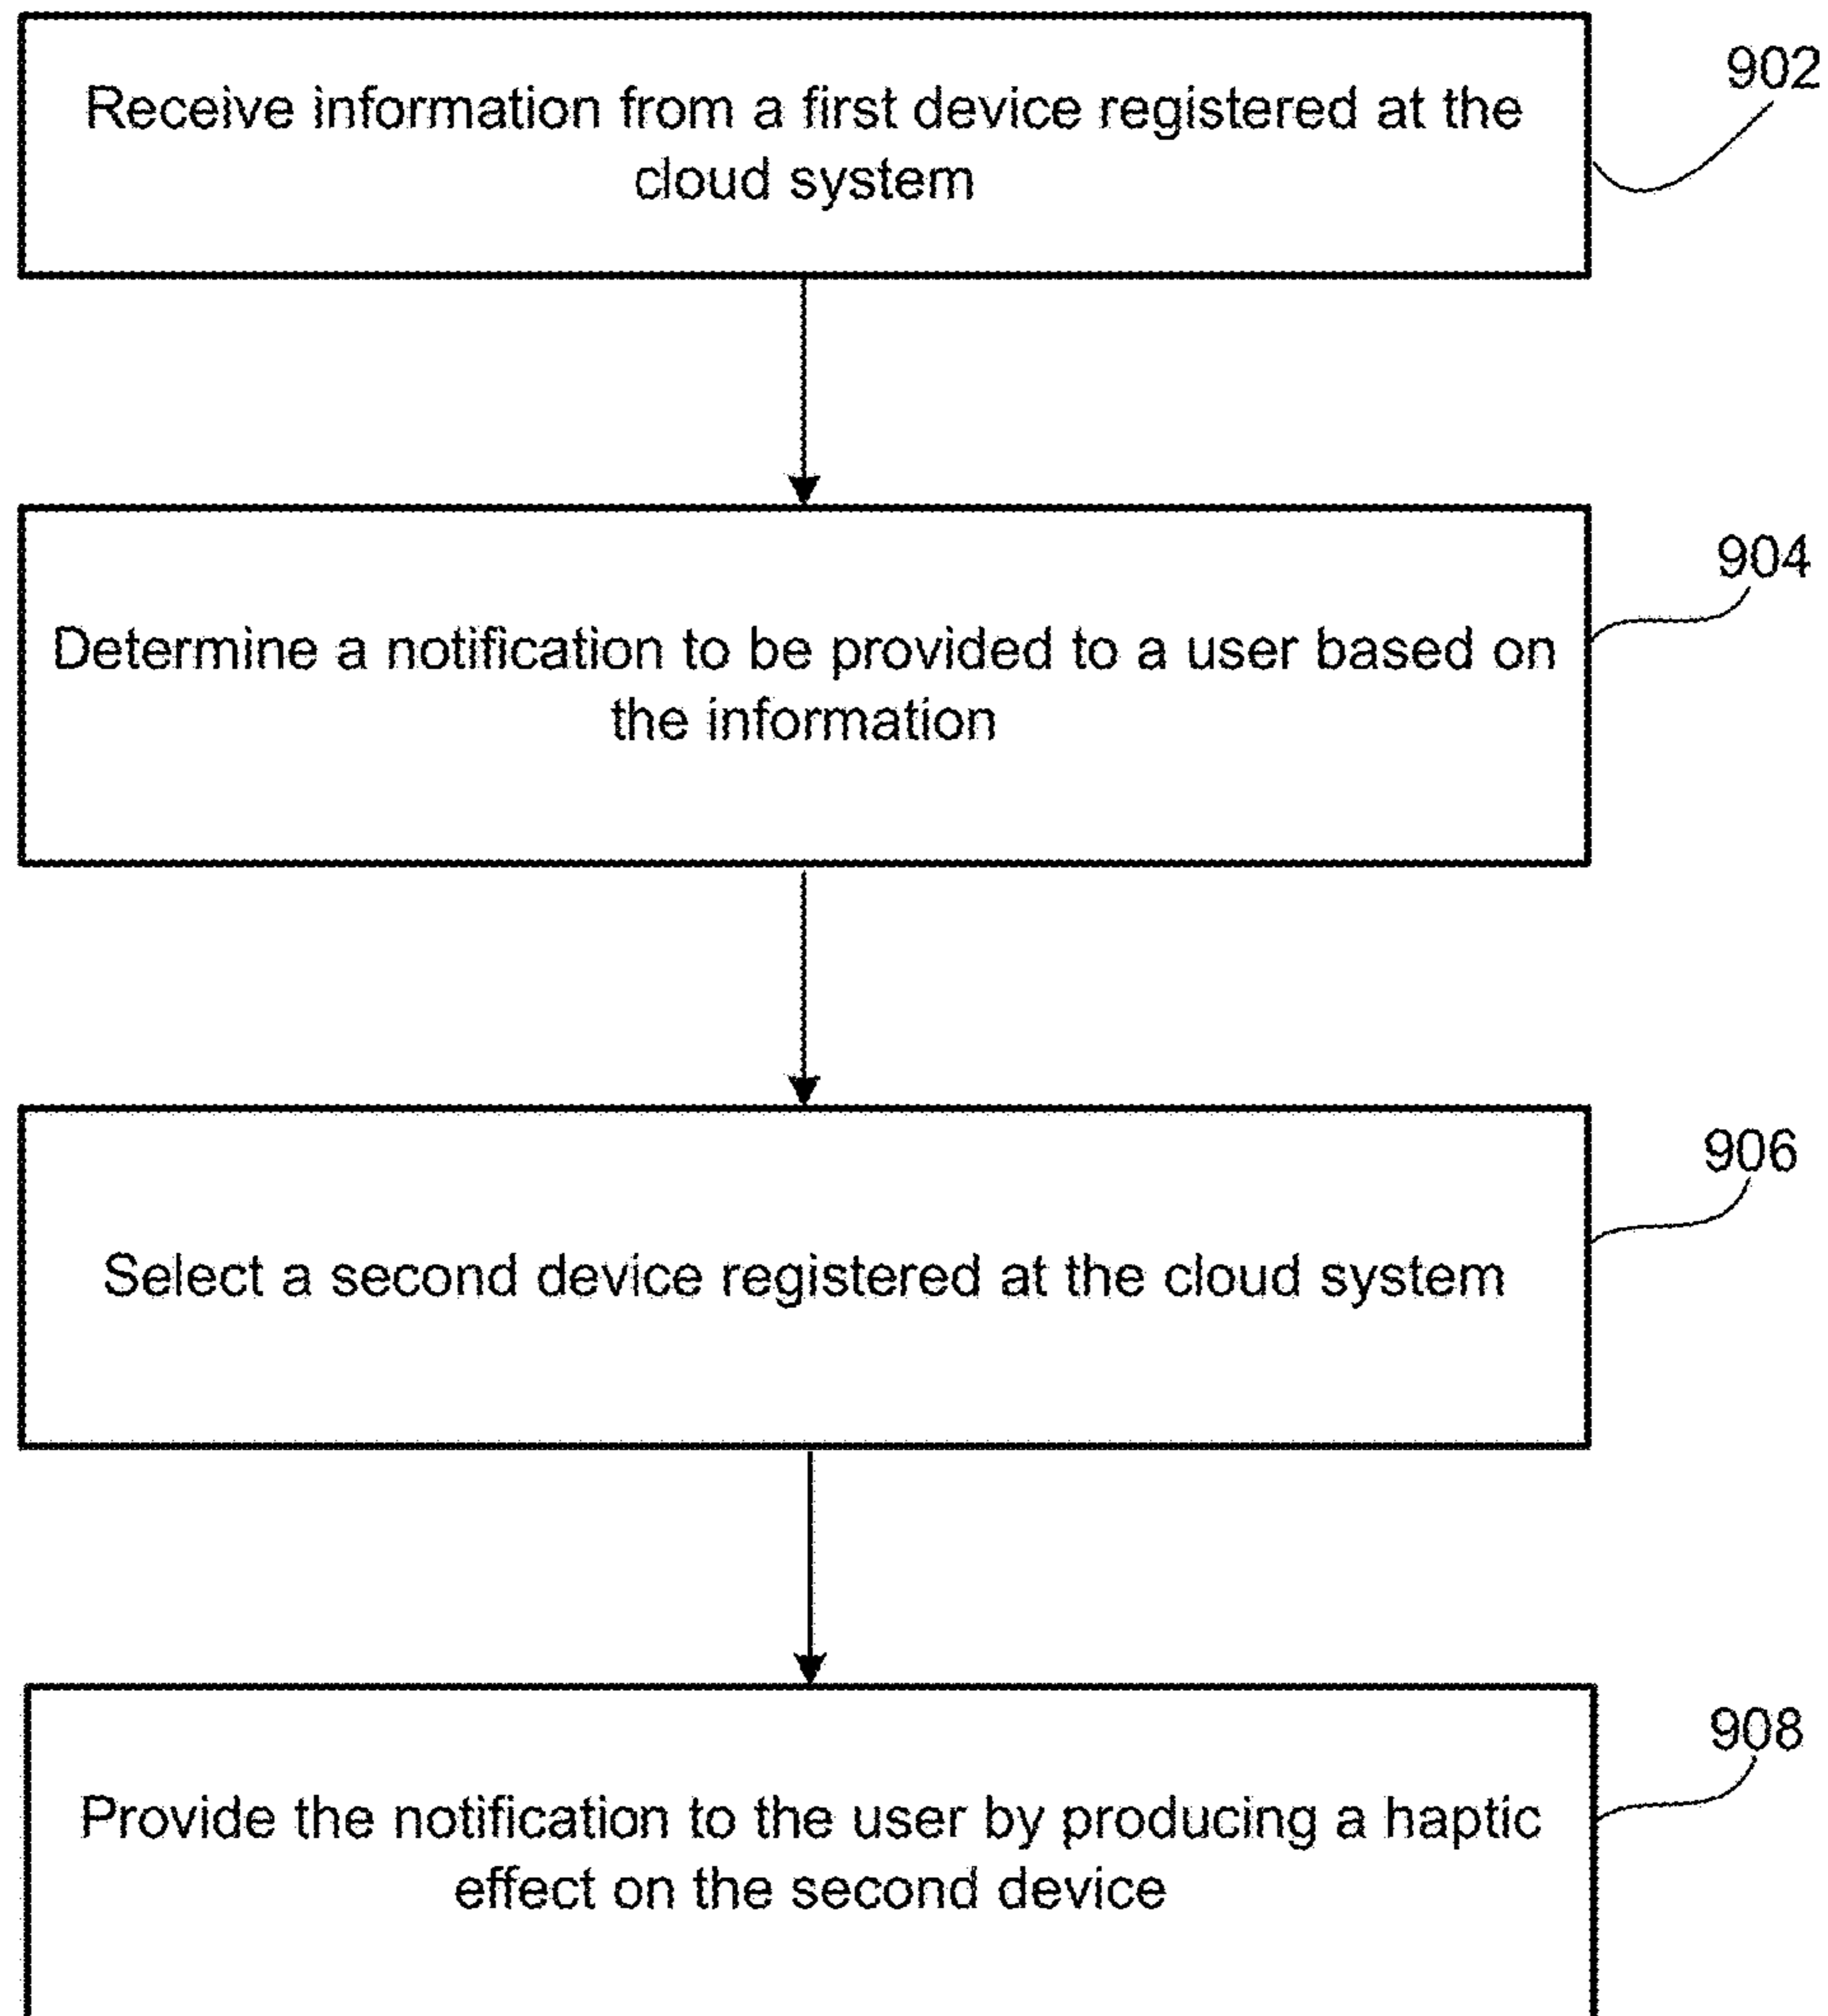 Receive information from a first device registered at the
cloud system
902
Determine a notification to be provided to a user based on
the information
904
Select a second device registered at the cloud system
906
Provide the notification to the user by producing a haptic
effect on the second device
908